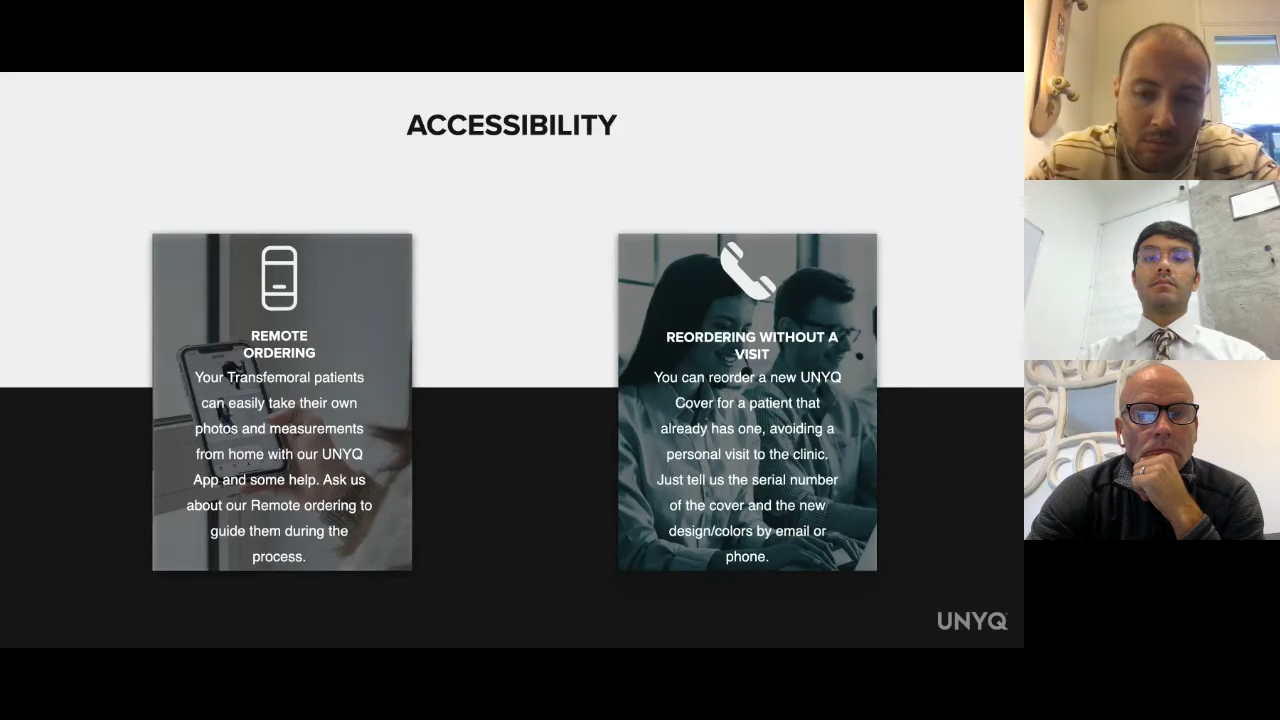 ACCESSIBILITY
REMOTE
ORDERING
Your Transfemoral patients
can easily take their own
photos and measurements
from home with our UNYQ
App and some help. Ask us
about our Remote ordering to
guide them during the
process.
REORDERING WITHOUT A
VISIT
You can reorder a new UNYQ
Cover for a patient that
already has one, avoiding a
personal visit to the clinic.
Just tell us the serial number
of the cover and the new
design/colors by email or
phone.
UNYQ